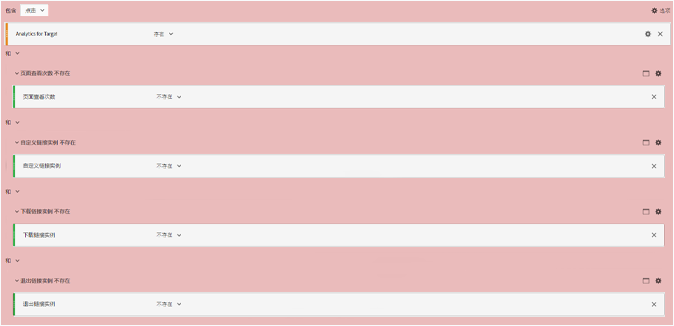 包含 点击 选项
Analytics for Target 存在
和
页面查看次数 不存在
页面查看次数 不存在
和
自定义链接实例 不存在
自定义链接实例 不存在
和
下载链接实例 不存在
下载链接实例 不存在
和
退出链接实例 不存在
退出链接实例 不存在